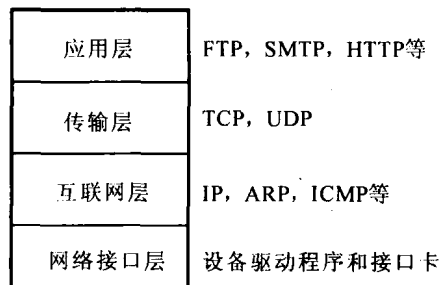 应用层 FTP，SMTP，HTTP等
传输层 TCP，UDP
互联网层 IP，ARP，ICMP等
网络接口层 设备驱动程序和接口卡